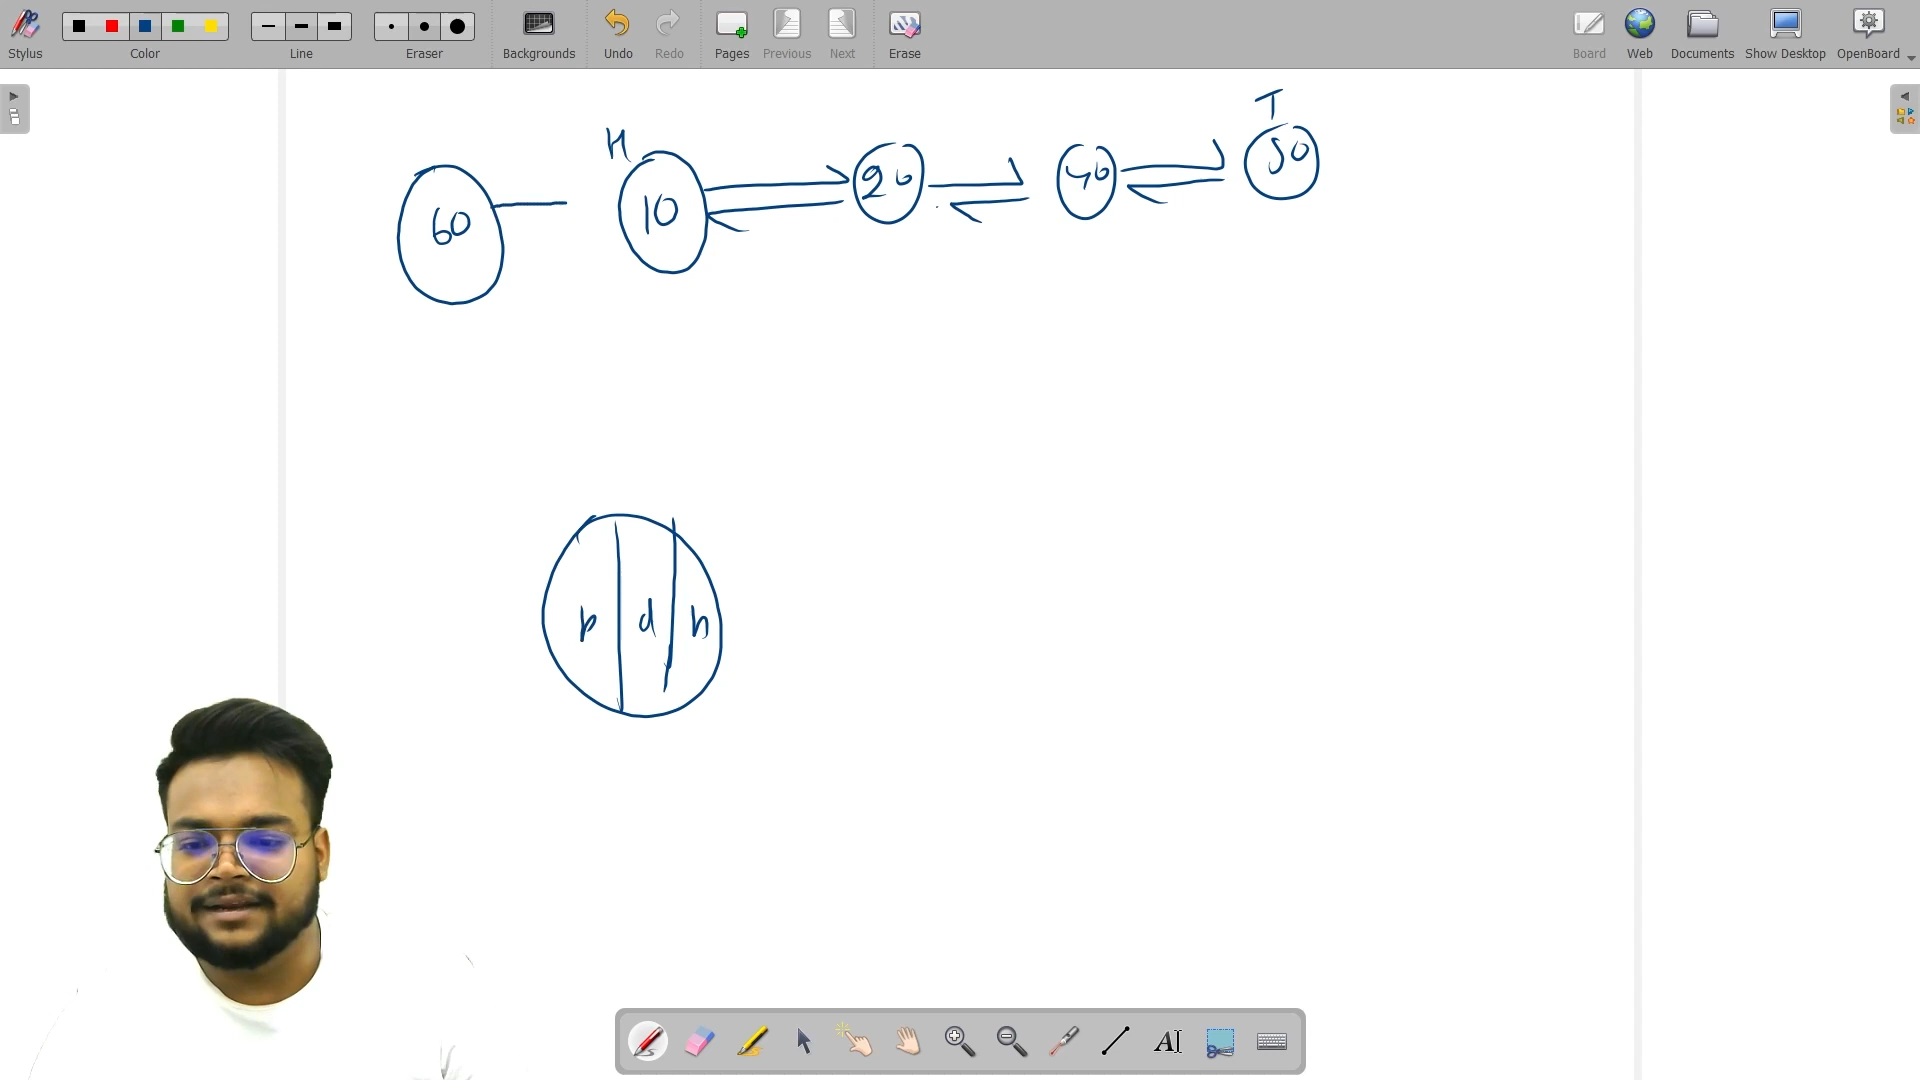 Stylus Color Line Eraser Backgrounds Undo Redo Pages Previous Next Erase Board Web Documents Show Desktop OpenBoard
T
H
60 10 20 40 50
p d n